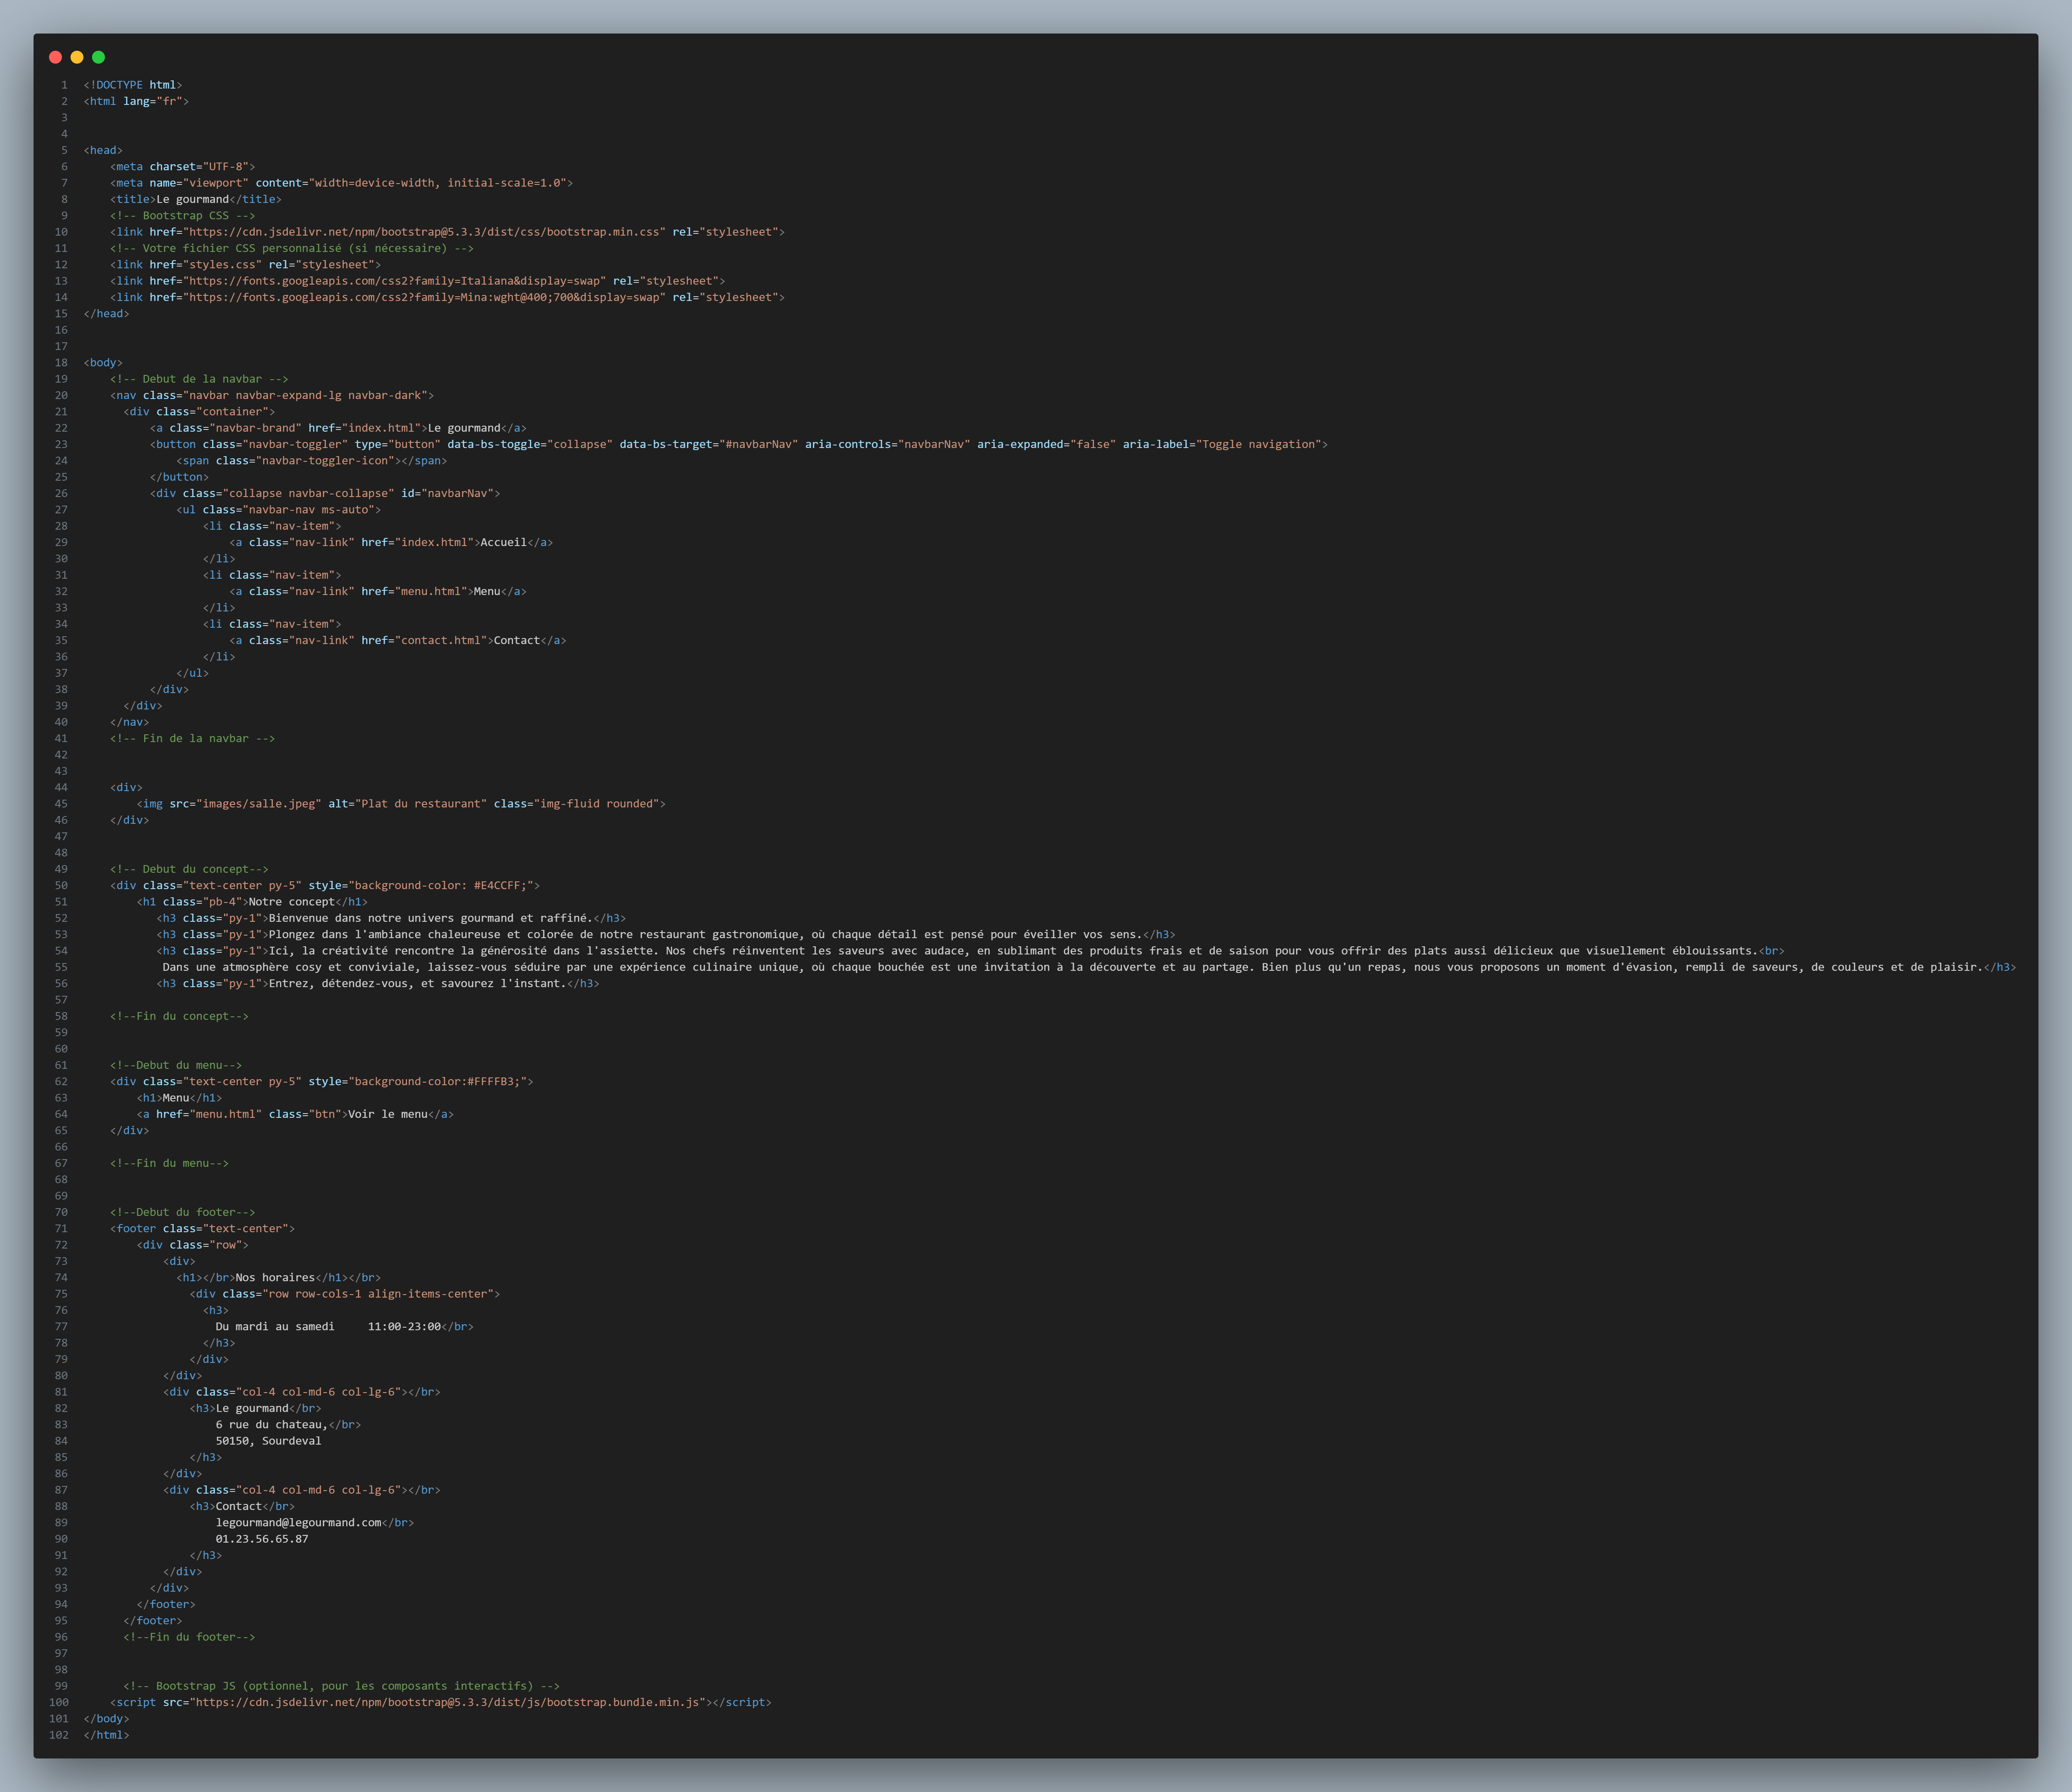 1 <!DOCTYPE html>
2 <html lang="fr">
3
4
5 <head>
6     <meta charset="UTF-8">
7     <meta name="viewport" content="width=device-width, initial-scale=1.0">
8     <title>Le gourmand</title>
9     <!-- Bootstrap CSS -->
10     <link href="https://cdn.jsdelivr.net/npm/bootstrap@5.3.3/dist/css/bootstrap.min.css" rel="stylesheet">
11     <!-- Votre fichier CSS personnalisé (si nécessaire) -->
12     <link href="styles.css" rel="stylesheet">
13     <link href="https://fonts.googleapis.com/css2?family=Italiana&display=swap" rel="stylesheet">
14     <link href="https://fonts.googleapis.com/css2?family=Mina:wght@400;700&display=swap" rel="stylesheet">
15 </head>
16
17
18 <body>
19     <!-- Debut de la navbar -->
20     <nav class="navbar navbar-expand-lg navbar-dark">
21       <div class="container">
22           <a class="navbar-brand" href="index.html">Le gourmand</a>
23           <button class="navbar-toggler" type="button" data-bs-toggle="collapse" data-bs-target="#navbarNav" aria-controls="navbarNav" aria-expanded="false" aria-label="Toggle navigation">
24               <span class="navbar-toggler-icon"></span>
25           </button>
26           <div class="collapse navbar-collapse" id="navbarNav">
27               <ul class="navbar-nav ms-auto">
28                   <li class="nav-item">
29                       <a class="nav-link" href="index.html">Accueil</a>
30                   </li>
31                   <li class="nav-item">
32                       <a class="nav-link" href="menu.html">Menu</a>
33                   </li>
34                   <li class="nav-item">
35                       <a class="nav-link" href="contact.html">Contact</a>
36                   </li>
37               </ul>
38           </div>
39       </div>
40     </nav>
41     <!-- Fin de la navbar -->
42
43
44     <div>
45         <img src="images/salle.jpeg" alt="Plat du restaurant" class="img-fluid rounded">
46     </div>
47
48
49     <!-- Debut du concept-->
50     <div class="text-center py-5" style="background-color: #E4CCFF;">
51         <h1 class="pb-4">Notre concept</h1>
52            <h3 class="py-1">Bienvenue dans notre univers gourmand et raffiné.</h3>
53            <h3 class="py-1">Plongez dans l'ambiance chaleureuse et colorée de notre restaurant gastronomique, où chaque détail est pensé pour éveiller vos sens.</h3>
54            <h3 class="py-1">Ici, la créativité rencontre la générosité dans l'assiette. Nos chefs réinventent les saveurs avec audace, en sublimant des produits frais et de saison pour vous offrir des plats aussi délicieux que visuellement éblouissants.<br>
55             Dans une atmosphère cosy et conviviale, laissez-vous séduire par une expérience culinaire unique, où chaque bouchée est une invitation à la découverte et au partage. Bien plus qu'un repas, nous vous proposons un moment d'évasion, rempli de saveurs, de couleurs et de plaisir.</h3>
56            <h3 class="py-1">Entrez, détendez-vous, et savourez l'instant.</h3>
57
58     <!--Fin du concept-->
59
60
61     <!--Debut du menu-->
62     <div class="text-center py-5" style="background-color:#FFFFB3;">
63         <h1>Menu</h1>
64         <a href="menu.html" class="btn">Voir le menu</a>
65     </div>
66
67     <!--Fin du menu-->
68
69
70     <!--Debut du footer-->
71     <footer class="text-center">
72         <div class="row">
73             <div>
74               <h1></br>Nos horaires</h1></br>
75                 <div class="row row-cols-1 align-items-center">
76                   <h3>
77                     Du mardi au samedi     11:00-23:00</br>
78                   </h3>
79                 </div>
80             </div>
81             <div class="col-4 col-md-6 col-lg-6"></br>
82                 <h3>Le gourmand</br>
83                     6 rue du chateau,</br>
84                     50150, Sourdeval
85                 </h3>
86             </div>
87             <div class="col-4 col-md-6 col-lg-6"></br>
88                 <h3>Contact</br>
89                     legourmand@legourmand.com</br>
90                     01.23.56.65.87
91                 </h3>
92             </div>
93           </div>
94         </footer>
95       </footer>
96       <!--Fin du footer-->
97
98
99       <!-- Bootstrap JS (optionnel, pour les composants interactifs) -->
100     <script src="https://cdn.jsdelivr.net/npm/bootstrap@5.3.3/dist/js/bootstrap.bundle.min.js"></script>
101 </body>
102 </html>